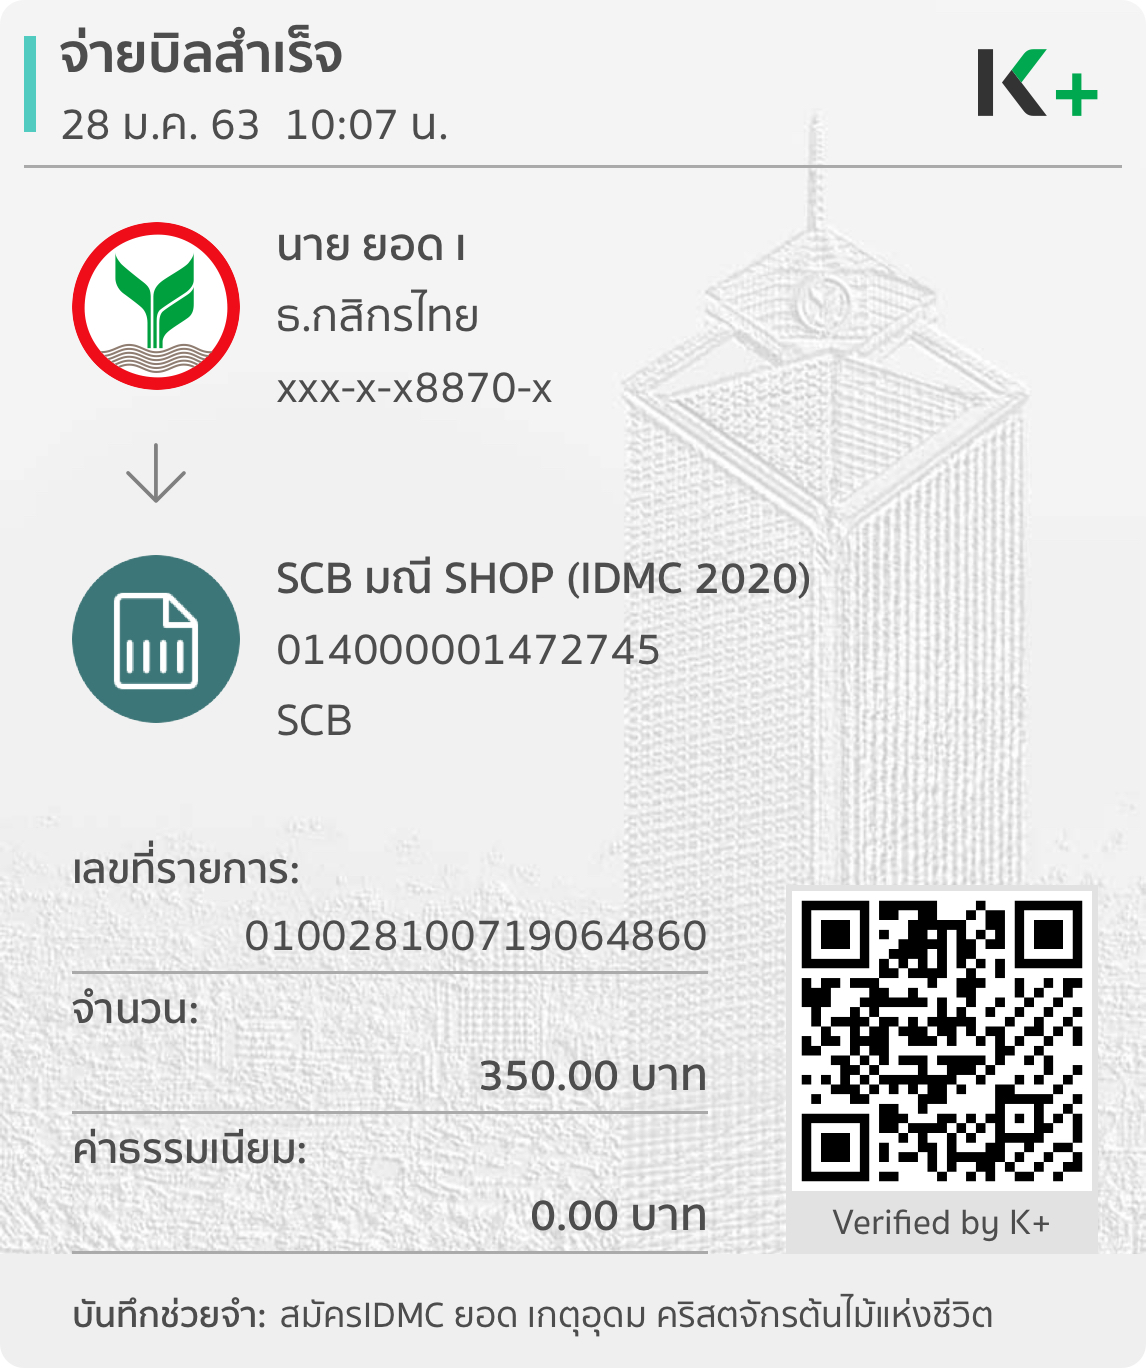 จ่ายบิลสำเร็จ
28 ม.ค. 63 10:07 น.
K+
นาย ยอด เ
ธ.กสิกรไทย
xxx-x-x8870-x
SCB มณี SHOP (IDMC 2020)
014000001472745
SCB
เลขที่รายการ:
010028100719064860
จำนวน:
350.00 บาท
ค่าธรรมเนียม:
0.00 บาท
Verified by K+
บันทึกช่วยจำ: สมัครIDMC ยอด เกตุอุดม คริสตจักรต้นไม้แห่งชีวิต